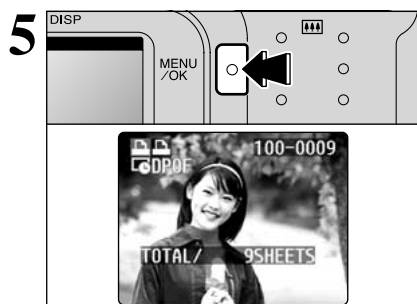 5
DISP
MENU
/OK
100-0009
DPOF
TOTAL/ 9SHEETS